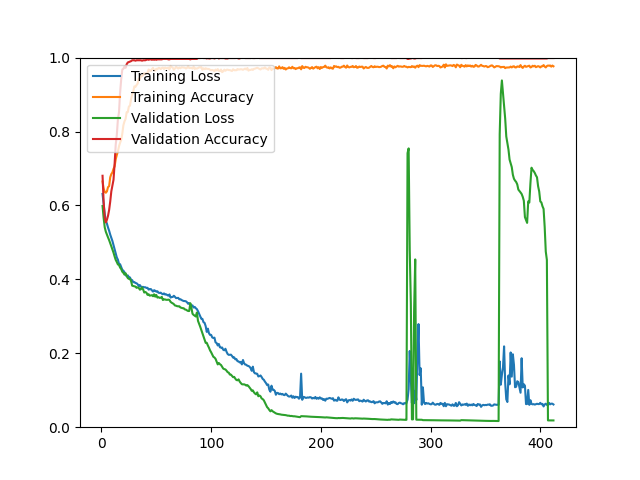 1.0
0.8
0.6
0.4
0.2
0.0
Training Loss
Training Accuracy
Validation Loss
Validation Accuracy
0 100 200 300 400